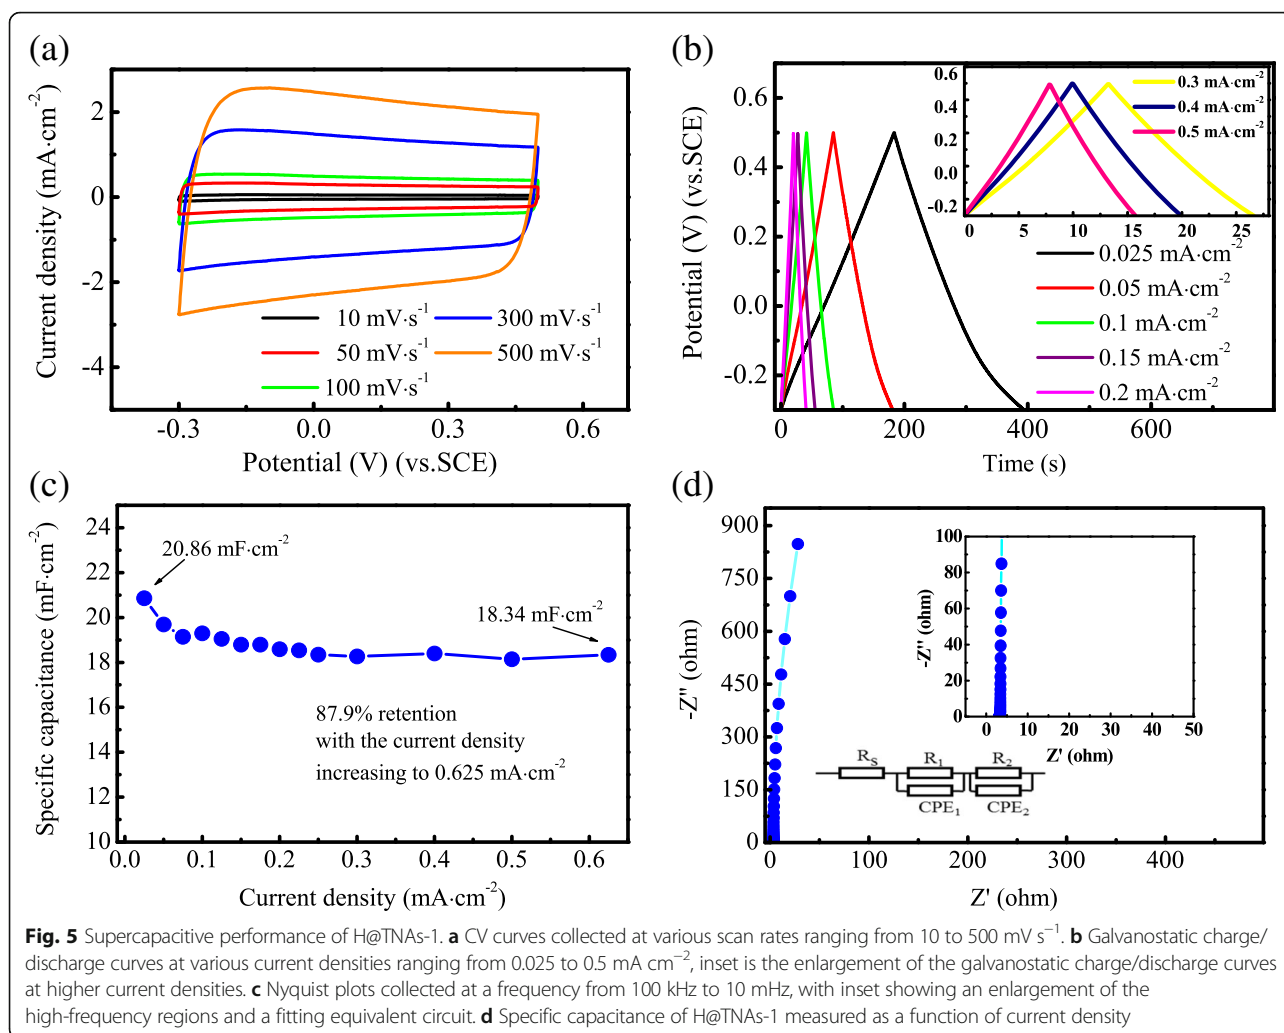 (a)
Current density (mA·cm⁻²)
2
0
-2
-4
10 mV·s⁻¹
50 mV·s⁻¹
100 mV·s⁻¹
300 mV·s⁻¹
500 mV·s⁻¹
-0.3 0.0 0.3 0.6
Potential (V) (vs.SCE)
(b)
Potential (V) (vs.SCE)
0.6
0.4
0.2
0.0
-0.2
0.6
0.4
0.2
0.0
-0.2
0 5 10 15 20 25
0.3 mA·cm⁻²
0.4 mA·cm⁻²
0.5 mA·cm⁻²
0.025 mA·cm⁻²
0.05 mA·cm⁻²
0.1 mA·cm⁻²
0.15 mA·cm⁻²
0.2 mA·cm⁻²
0 200 400 600
Time (s)
(c)
Specific capacitance (mF·cm⁻²)
24
22
20
18
16
14
12
10
20.86 mF·cm⁻²
18.34 mF·cm⁻²
87.9% retention
with the current density
increasing to 0.625 mA·cm⁻²
0.0 0.1 0.2 0.3 0.4 0.5 0.6
Current density (mA·cm⁻²)
(d)
-Z'' (ohm)
900
750
600
450
300
150
0
-Z'' (ohm)
100
80
60
40
20
0
0 10 20 30 40 50
Z' (ohm)
R_S R₁ R₂
CPE₁ CPE₂
0 100 200 300 400
Z' (ohm)
Fig. 5 Supercapacitive performance of H@TNAs-1. a CV curves collected at various scan rates ranging from 10 to 500 mV s⁻¹. b Galvanostatic charge/
discharge curves at various current densities ranging from 0.025 to 0.5 mA cm⁻², inset is the enlargement of the galvanostatic charge/discharge curves
at higher current densities. c Nyquist plots collected at a frequency from 100 kHz to 10 mHz, with inset showing an enlargement of the
high-frequency regions and a fitting equivalent circuit. d Specific capacitance of H@TNAs-1 measured as a function of current density